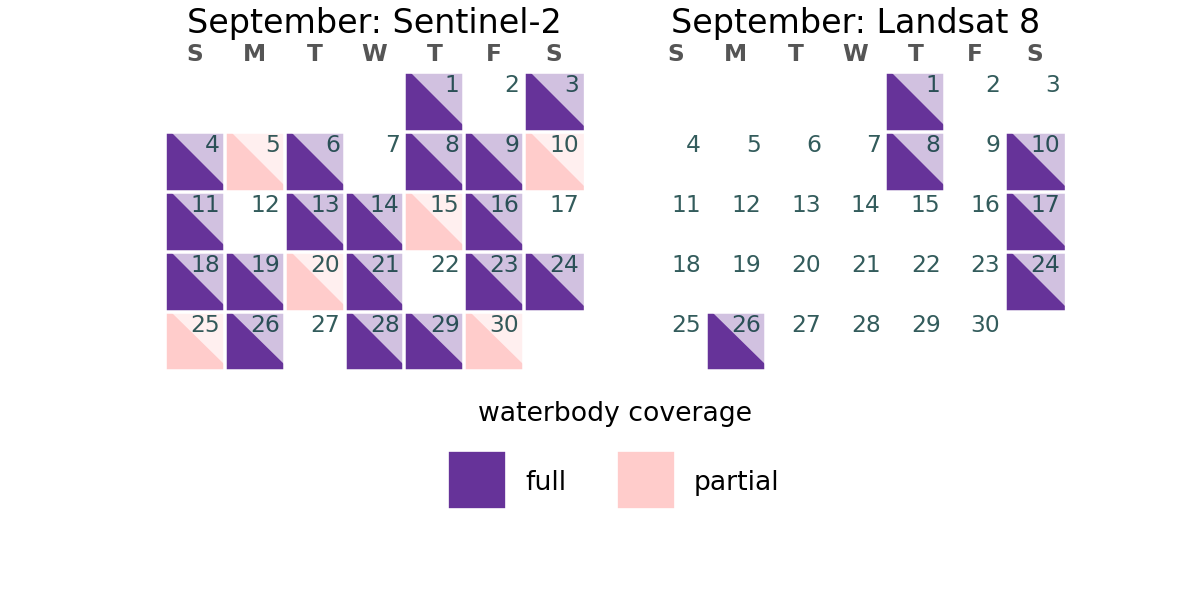 September: Sentinel-2
S M T W T F S
1 2 3
4 5 6 7 8 9 10
11 12 13 14 15 16 17
18 19 20 21 22 23 24
25 26 27 28 29 30
September: Landsat 8
S M T W T F S
1 2 3
4 5 6 7 8 9 10
11 12 13 14 15 16 17
18 19 20 21 22 23 24
25 26 27 28 29 30
waterbody coverage
full partial